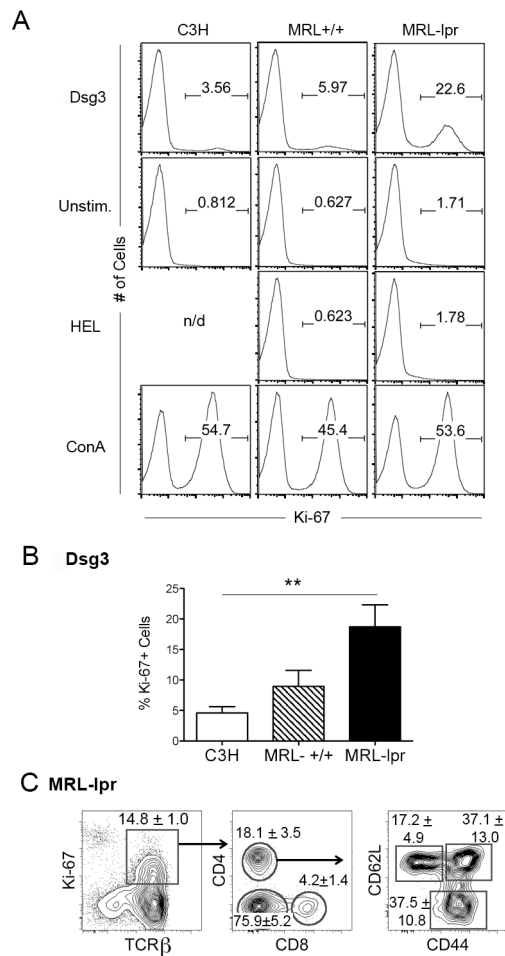 A
C3H MRL+/+ MRL-lpr
Dsg3 3.56 5.97 22.6
Unstim. 0.812 0.627 1.71
# of Cells
HEL n/d 0.623 1.78
ConA 54.7 45.4 53.6
Ki-67
B Dsg3
**
% Ki-67+ Cells
25
20
15
10
5
0
C3H MRL- +/+ MRL-lpr
C MRL-lpr
14.8 ± 1.0
Ki-67
TCRβ
18.1 ± 3.5
4.2±1.4
75.9±5.2
CD4
CD8
17.2 ±
4.9
37.1 ±
13.0
37.5 ±
10.8
CD62L
CD44